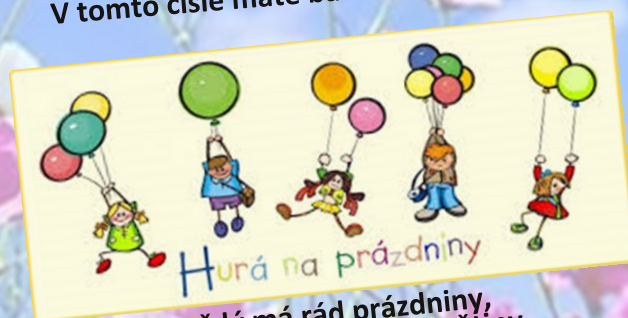 V tomto čísle máte
Hurá na prázdniny
má rád prázdniny,